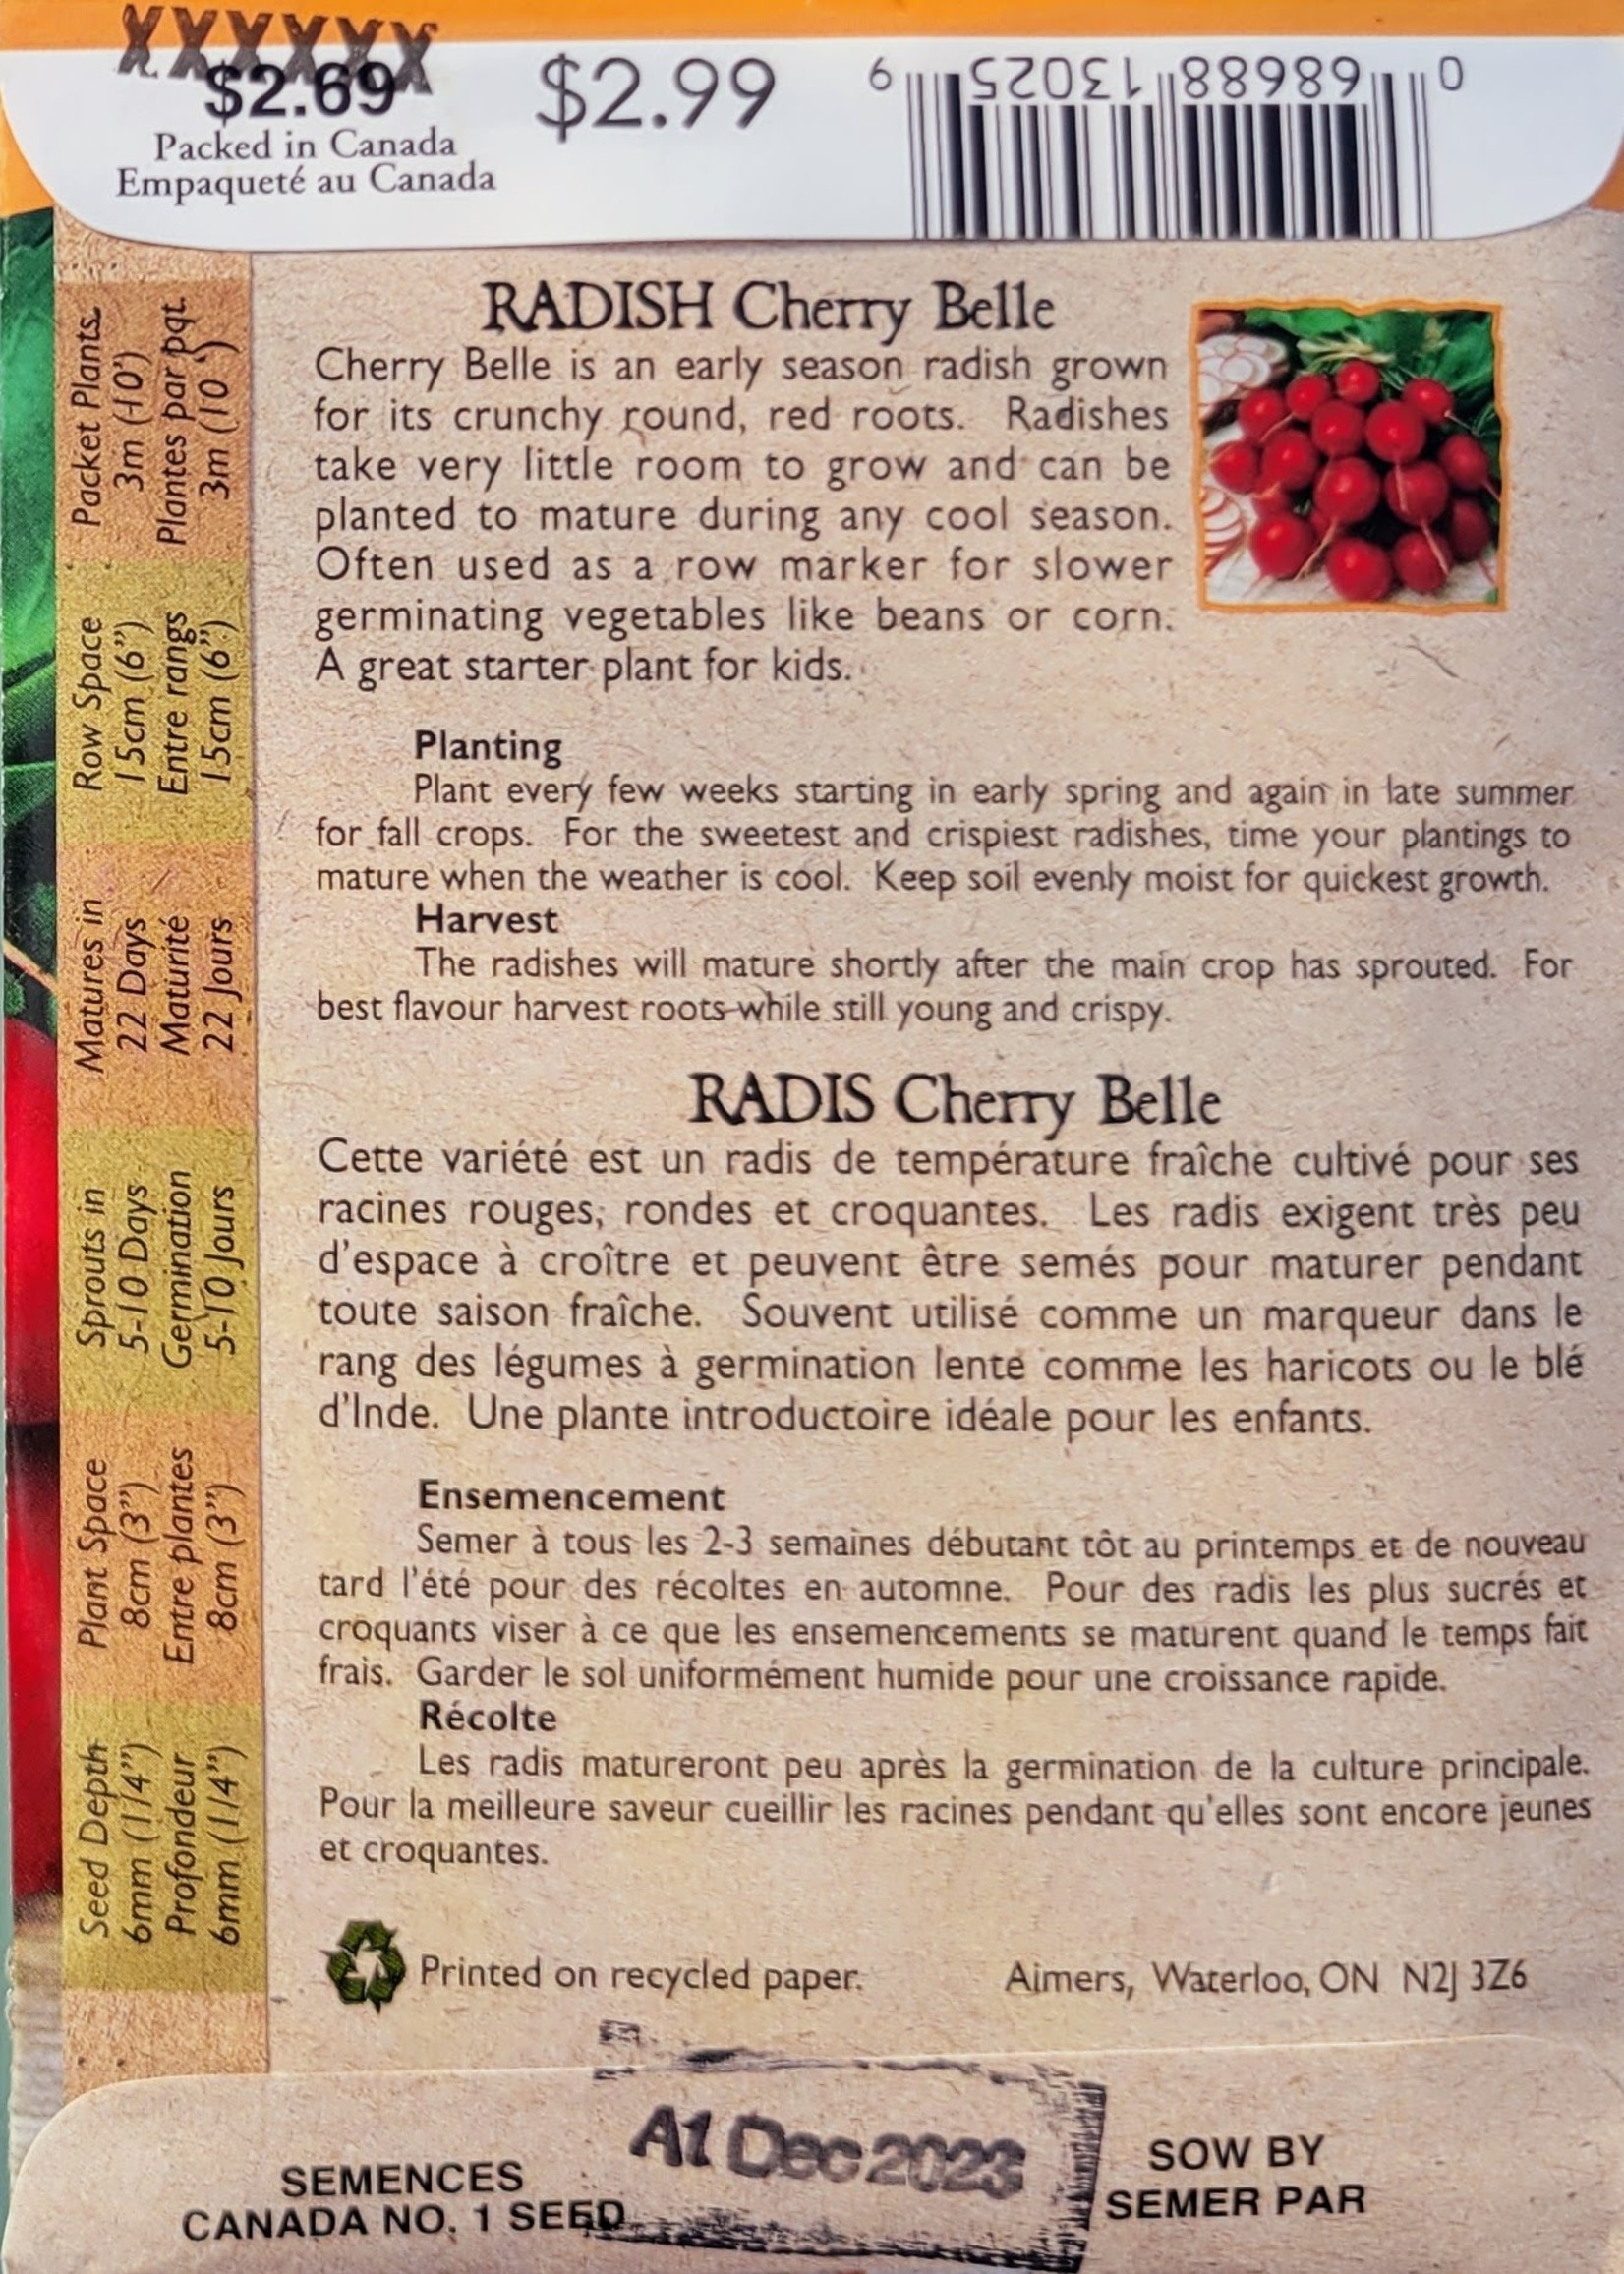 XXXXXX
$2.69
$2.99
Packed in Canada
Empaqueté au Canada
0 68688 13025 9
RADISH Cherry Belle
Cherry Belle is an early season radish grown
for its crunchy round, red roots. Radishes
take very little room to grow and can be
planted to mature during any cool season.
Often used as a row marker for slower
germinating vegetables like beans or corn.
A great starter plant for kids.
Planting
Plant every few weeks starting in early spring and again in late summer
for fall crops. For the sweetest and crispiest radishes, time your plantings to
mature when the weather is cool. Keep soil evenly moist for quickest growth.
Harvest
The radishes will mature shortly after the main crop has sprouted. For
best flavour harvest roots while still young and crispy.
RADIS Cherry Belle
Cette variété est un radis de température fraîche cultivé pour ses
racines rouges, rondes et croquantes. Les radis exigent très peu
d'espace à croître et peuvent être semés pour maturer pendant
toute saison fraîche. Souvent utilisé comme un marqueur dans le
rang des légumes à germination lente comme les haricots ou le blé
d'Inde. Une plante introductoire idéale pour les enfants.
Ensemencement
Semer à tous les 2-3 semaines débutant tôt au printemps et de nouveau
tard l'été pour des récoltes en automne. Pour des radis les plus sucrés et
croquants viser à ce que les ensemencements se maturent quand le temps fait
frais. Garder le sol uniformément humide pour une croissance rapide.
Récolte
Les radis matureront peu après la germination de la culture principale.
Pour la meilleure saveur cueillir les racines pendant qu'elles sont encore jeunes
et croquantes.
Printed on recycled paper.
Aimers, Waterloo, ON N2J 3Z6
Seed Depth
6mm (1/4")
Profondeur
6mm (1/4")
Plant Space
8cm (3")
Entre plantes
8cm (3")
Sprouts in
5-10 Days
Germination
5-10 Jours
Matures in
22 Days
Maturité
22 Jours
Row Space
15cm (6")
Entre rangs
15cm (6")
Packet Plants
3m (10')
Plantes par pqt.
3m (10')
SEMENCES
CANADA NO. 1 SEED
A1 Dec 2023
SOW BY
SEMER PAR